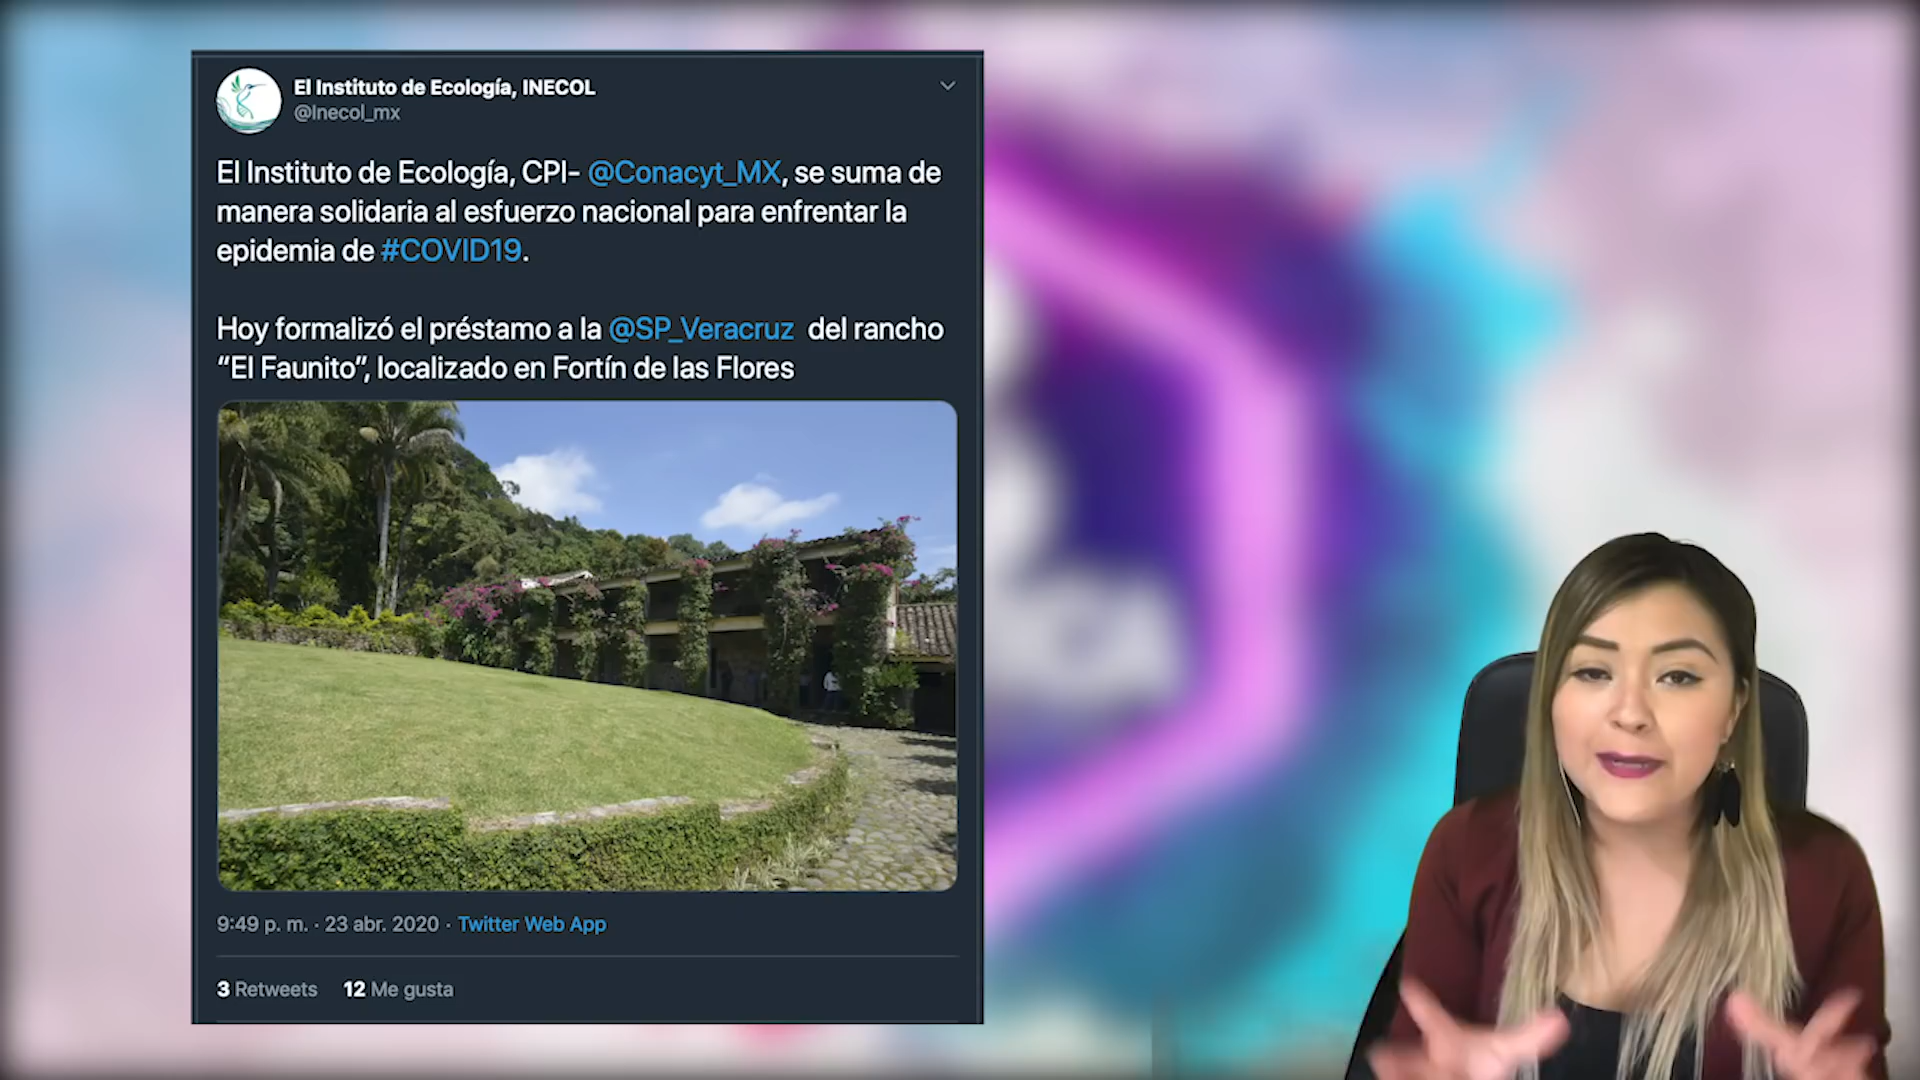 El Instituto de Ecología, INECOL
@Inecol_mx
El Instituto de Ecología, CPI- @Conacyt_MX, se suma de
manera solidaria al esfuerzo nacional para enfrentar la
epidemia de #COVID19.
Hoy formalizó el préstamo a la @SP_Veracruz del rancho
“El Faunito”, localizado en Fortín de las Flores
9:49 p. m. · 23 abr. 2020 · Twitter Web App
3 Retweets 12 Me gusta